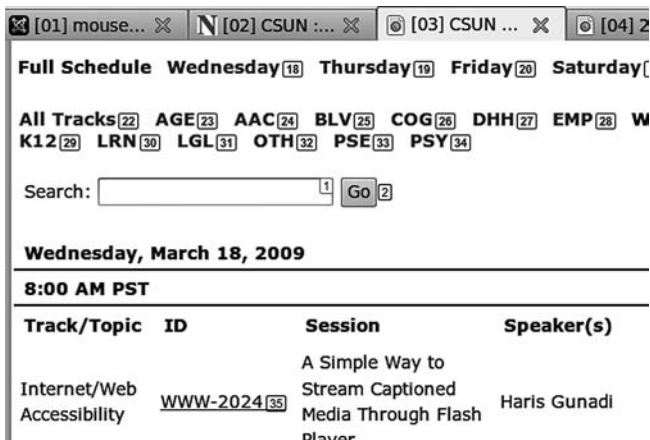 [01] mouse... [02] CSUN :... [03] CSUN ... [04] 2
Full Schedule Wednesday 18 Thursday 19 Friday 20 Saturday
All Tracks 22 AGE 23 AAC 24 BLV 25 COG 26 DHH 27 EMP 28
K12 29 LRN 30 LGL 31 OTH 32 PSE 33 PSY 34
Search: 1 Go 2
Wednesday, March 18, 2009
8:00 AM PST
Track/Topic ID Session Speaker(s)
Internet/Web Accessibility
WWW-2024 35
A Simple Way to
Stream Captioned
Media Through Flash
Player
Haris Gunadi